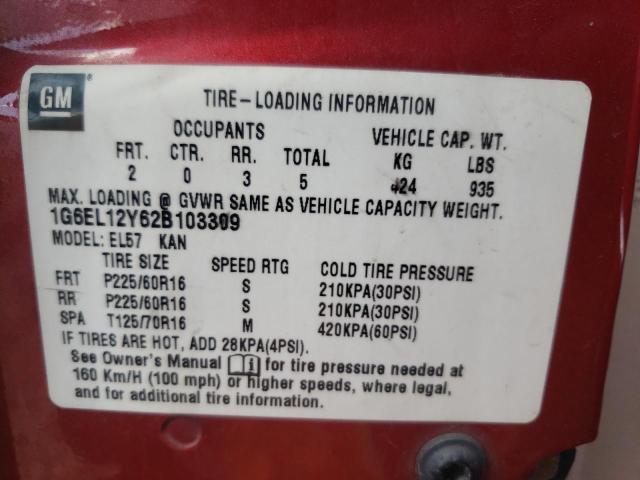 GM
TIRE-LOADING INFORMATION
OCCUPANTS VEHICLE CAP. WT.
FRT. CTR. RR. TOTAL KG LBS
2 0 3 5 424 935
MAX. LOADING @ GVWR SAME AS VEHICLE CAPACITY WEIGHT.
1G6EL12Y62B103309
MODEL: EL57 KAN
TIRE SIZE SPEED RTG COLD TIRE PRESSURE
FRT P225/60R16 S 210KPA(30PSI)
RR P225/60R16 S 210KPA(30PSI)
SPA T125/70R16 M 420KPA(60PSI)
IF TIRES ARE HOT, ADD 28KPA(4PSI).
See Owner's Manual i for tire pressure needed at
160 Km/H (100 mph) or higher speeds, where legal,
and for additional tire information.